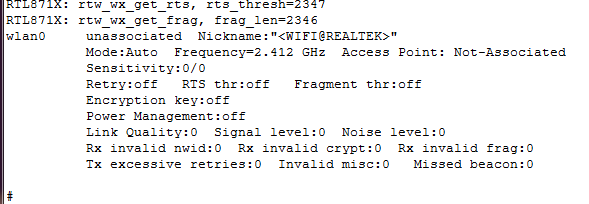 RTL871X: rtw_wx_get_rts, rts_thresh=2347
RTL871X: rtw_wx_get_frag, frag_len=2346
wlan0     unassociated  Nickname:"<WIFI@REALTEK>"
          Mode:Auto  Frequency=2.412 GHz  Access Point: Not-Associated
          Sensitivity:0/0
          Retry:off   RTS thr:off   Fragment thr:off
          Encryption key:off
          Power Management:off
          Link Quality:0  Signal level:0  Noise level:0
          Rx invalid nwid:0  Rx invalid crypt:0  Rx invalid frag:0
          Tx excessive retries:0  Invalid misc:0   Missed beacon:0
#